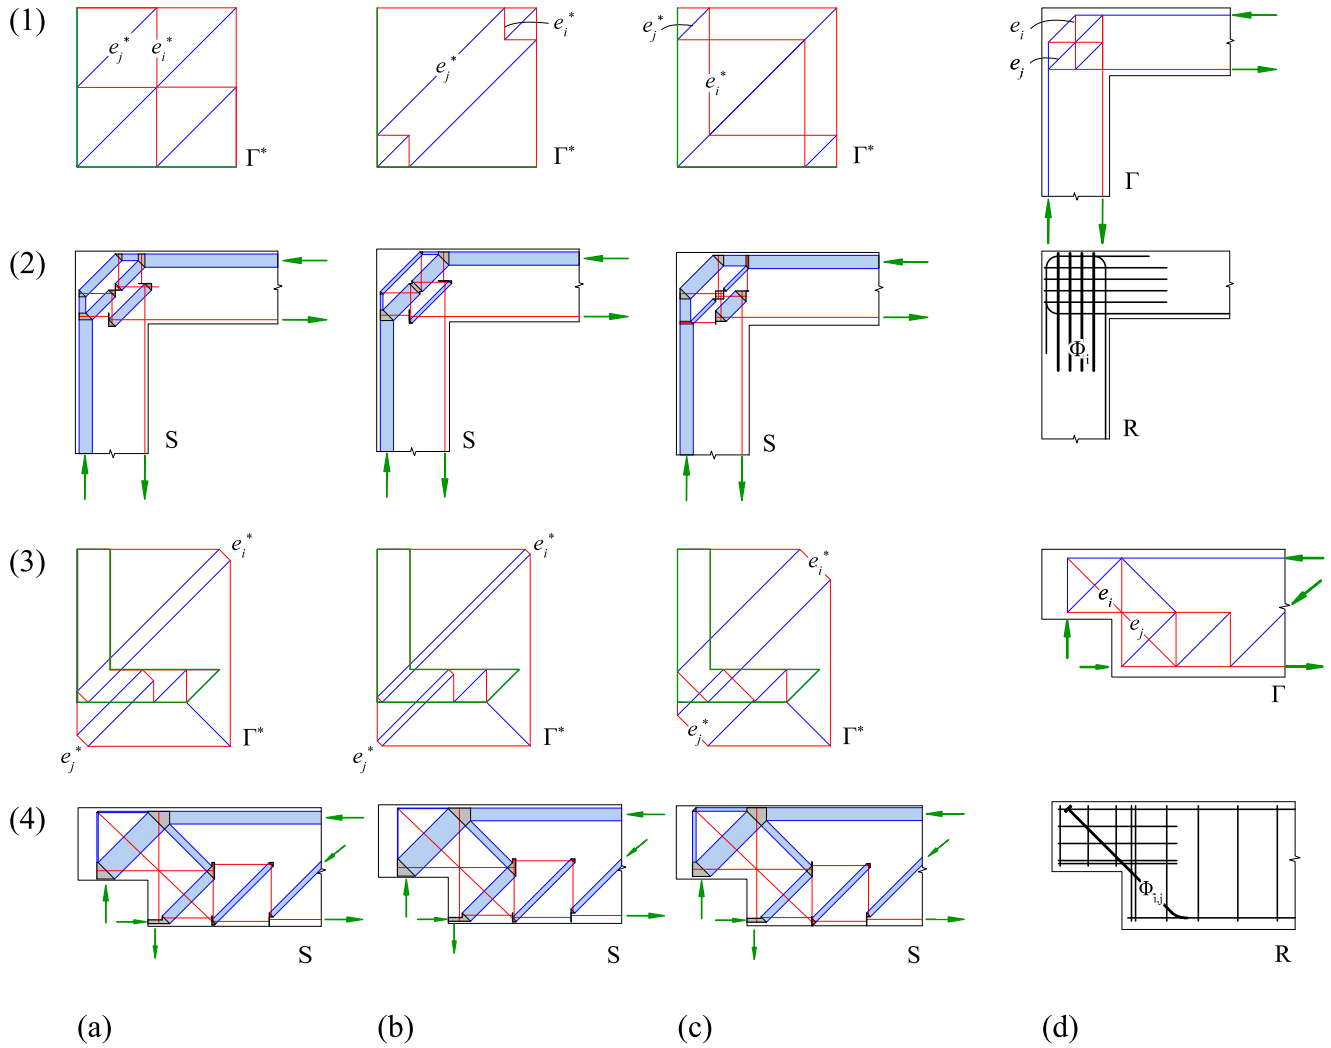 (1)
e_j* e_i*
Γ*
e_i*
e_j*
Γ*
e_j*
e_i*
Γ*
e_i
e_j
Γ
(2)
S
S
S
Φ_i
R
(3)
e_i*
e_j*
Γ*
e_i*
e_j*
Γ*
e_i*
e_j*
Γ*
e_i
e_j
Γ
(4)
S
S
S
Φ_i,j
R
(a) (b) (c) (d)